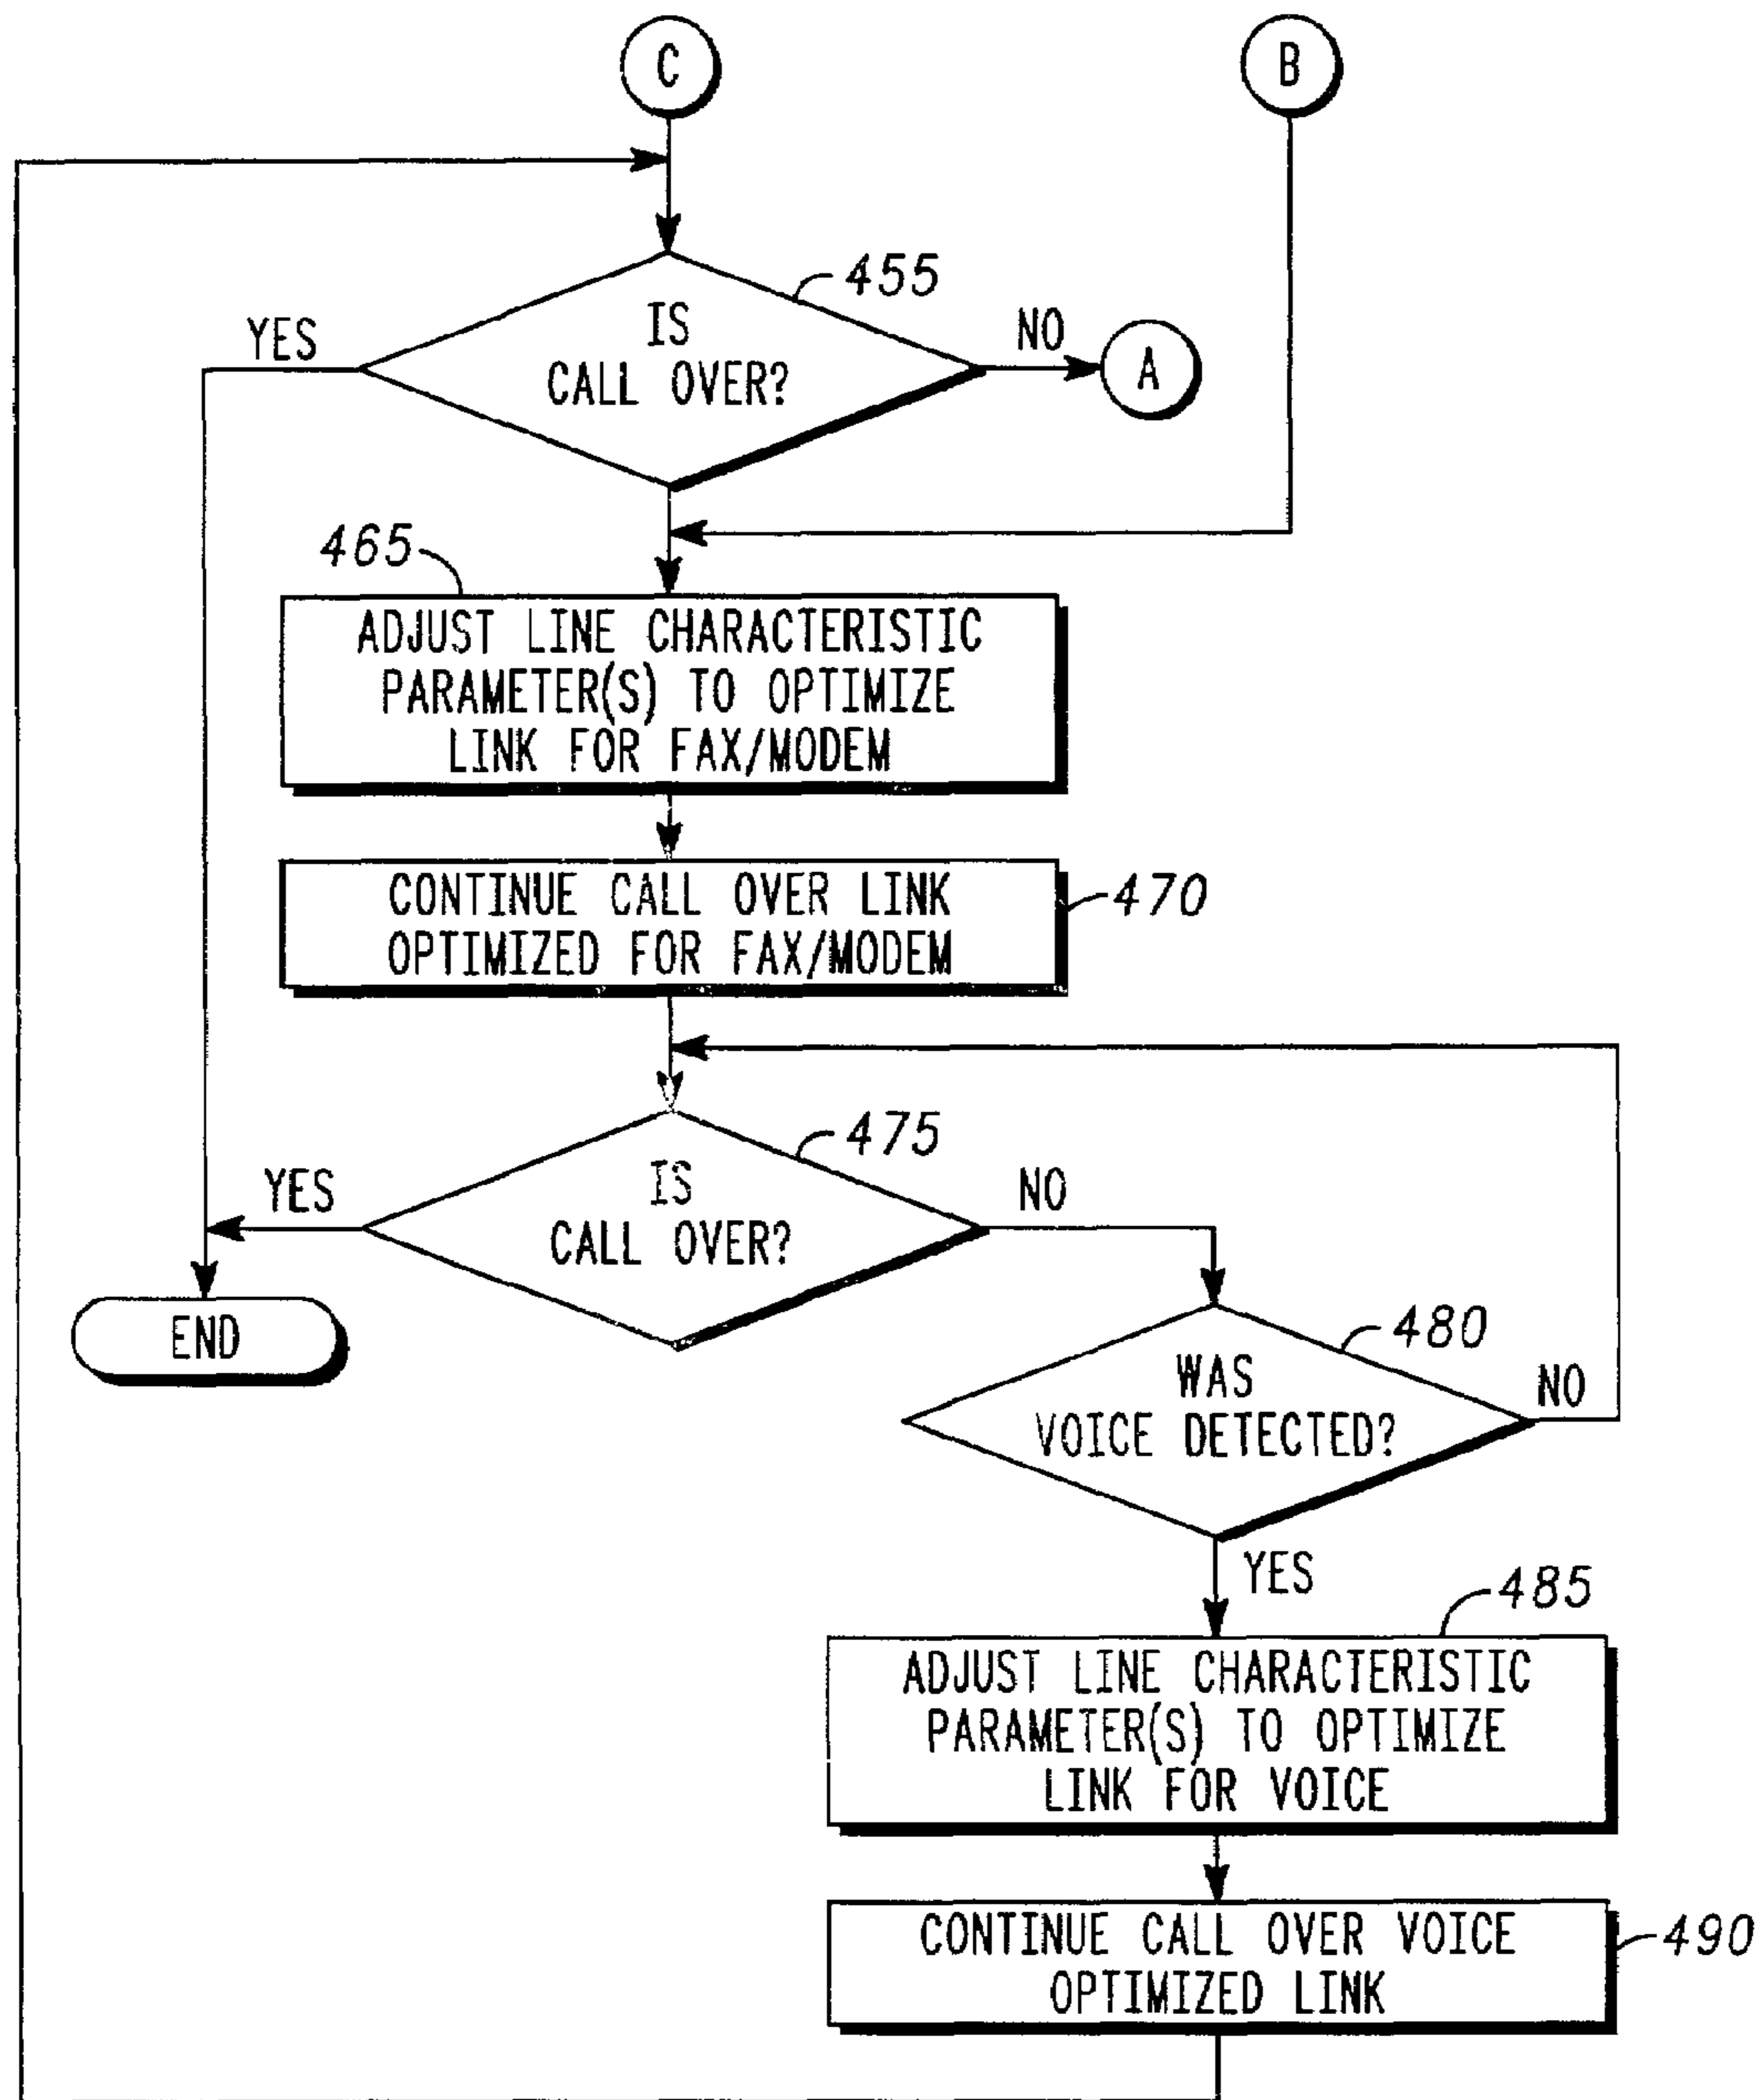 C
B
455
IS
CALL OVER?
YES
NO
A
465
ADJUST LINE CHARACTERISTIC
PARAMETER(S) TO OPTIMIZE
LINK FOR FAX/MODEM
CONTINUE CALL OVER LINK
OPTIMIZED FOR FAX/MODEM
470
475
IS
CALL OVER?
YES
NO
END
480
WAS
VOICE DETECTED?
NO
YES
485
ADJUST LINE CHARACTERISTIC
PARAMETER(S) TO OPTIMIZE
LINK FOR VOICE
CONTINUE CALL OVER VOICE
OPTIMIZED LINK
490